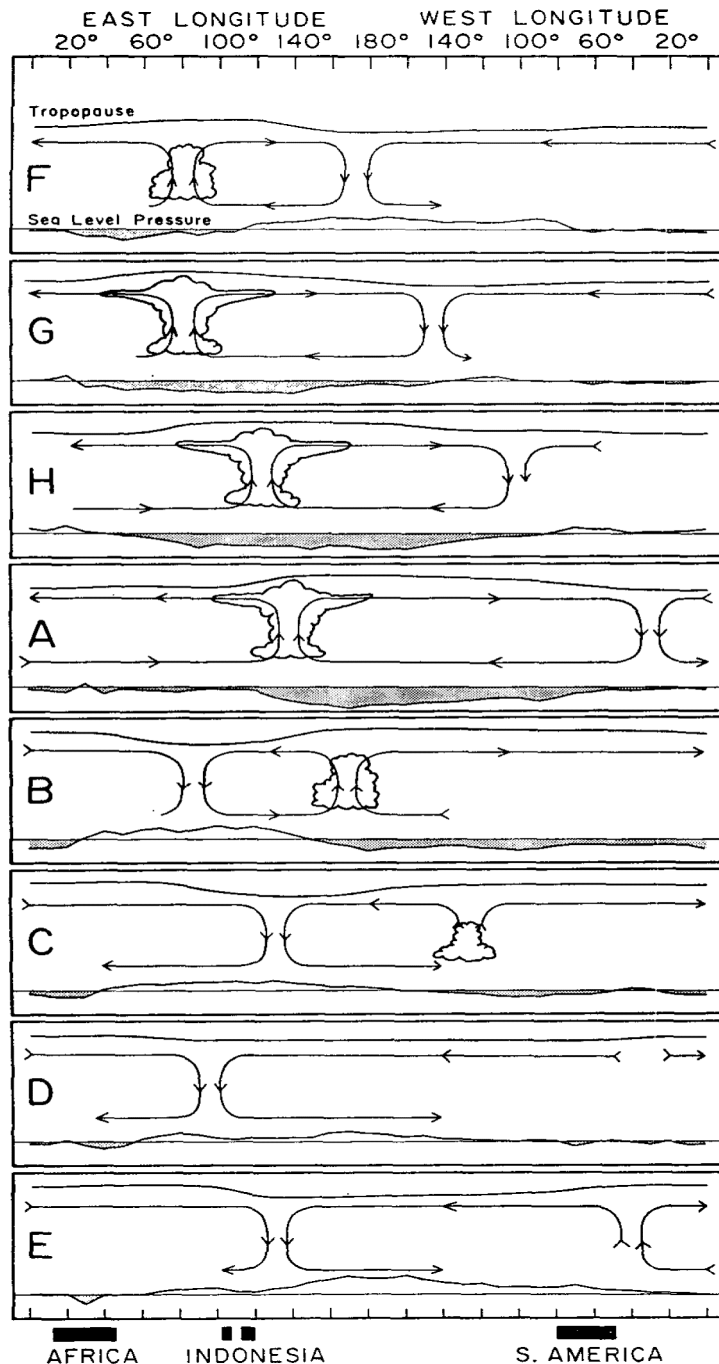 EAST LONGITUDE WEST LONGITUDE
20° 60° 100° 140° 180° 140° 100° 60° 20°
Tropopause
F
Sea Level Pressure
G
H
A
B
C
D
E
AFRICA INDONESIA S. AMERICA